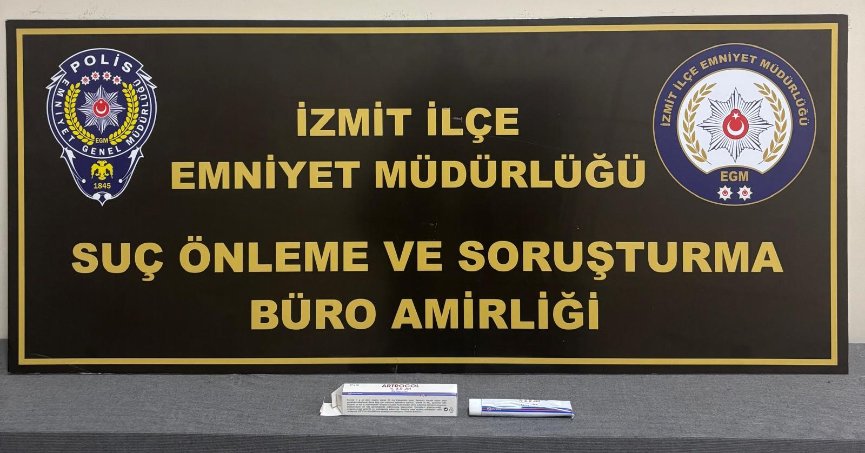 POLİS
EMNİYET GENEL MÜDÜRLÜĞÜ
EGM
1845
İZMİT İLÇE
EMNİYET MÜDÜRLÜĞÜ
İZMİT İLÇE EMNİYET MÜDÜRLÜĞÜ
EGM
SUÇ ÖNLEME VE SORUŞTURMA
BÜRO AMİRLİĞİ
ARTROCOL